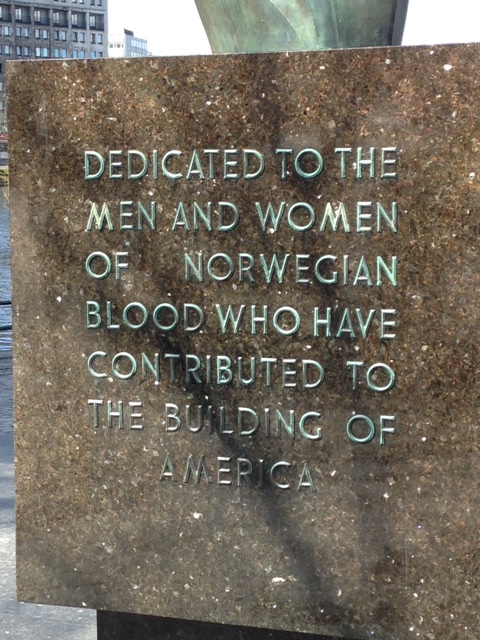 DEDICATED TO THE
MEN AND WOMEN
OF NORWEGIAN
BLOOD WHO HAVE
CONTRIBUTED TO
THE BUILDING OF
AMERICA